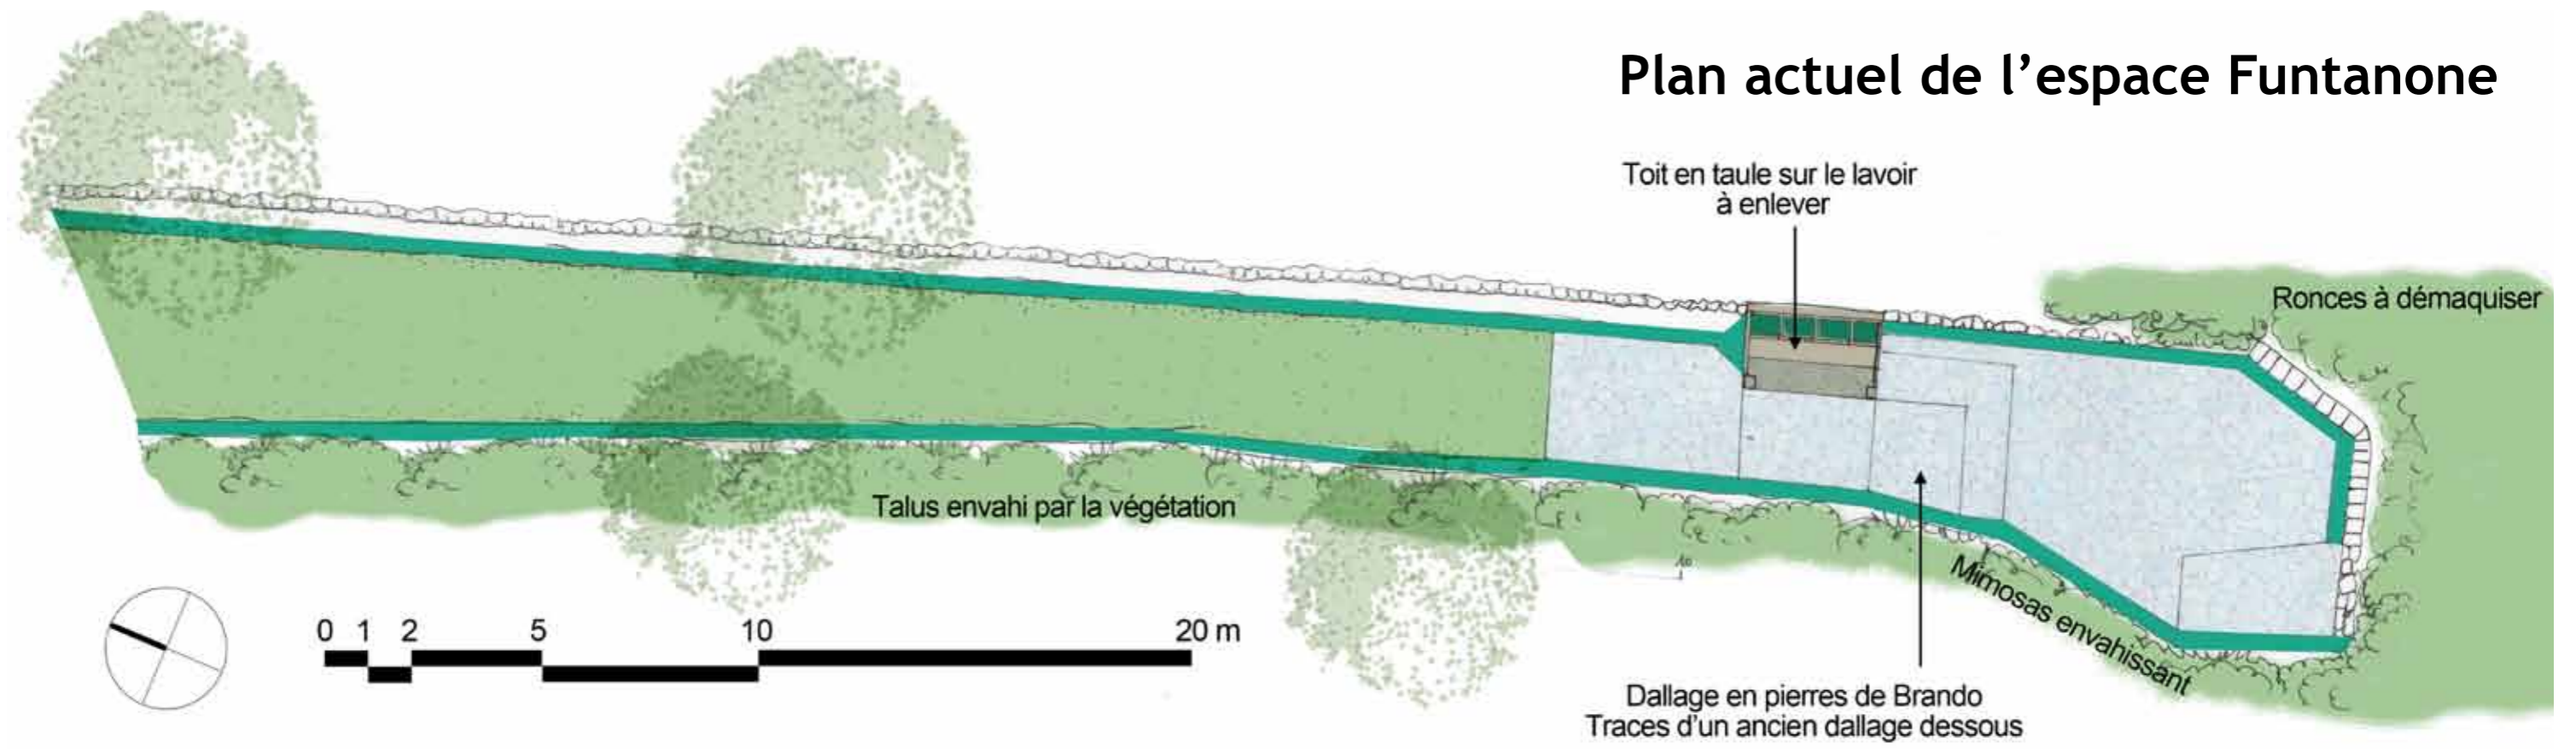 Plan actuel de l’espace Funtanone
Toit en taule sur le lavoir
à enlever
Ronces à démaquiser
Talus envahi par la végétation
Mimosas envahissant
0 1 2 5 10 20 m
Dallage en pierres de Brando
Traces d’un ancien dallage dessous